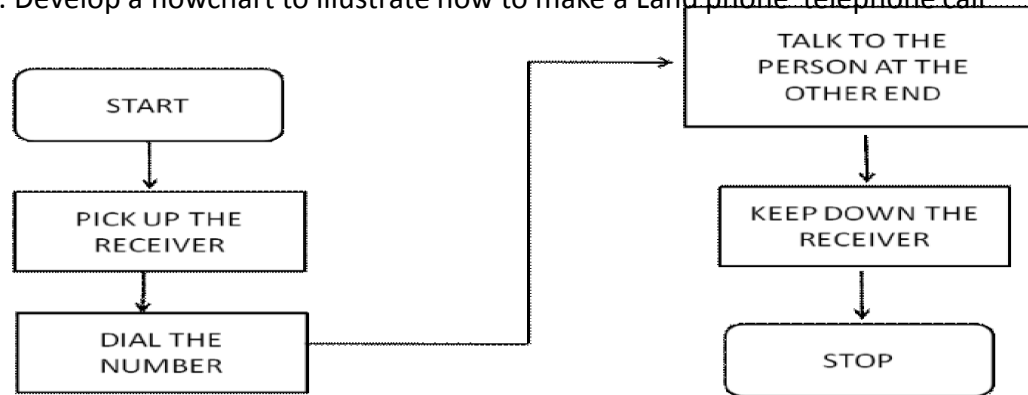 . Develop a flowchart to illustrate how to make a Land phone telephone call
START
PICK UP THE
RECEIVER
DIAL THE
NUMBER
TALK TO THE
PERSON AT THE
OTHER END
KEEP DOWN THE
RECEIVER
STOP